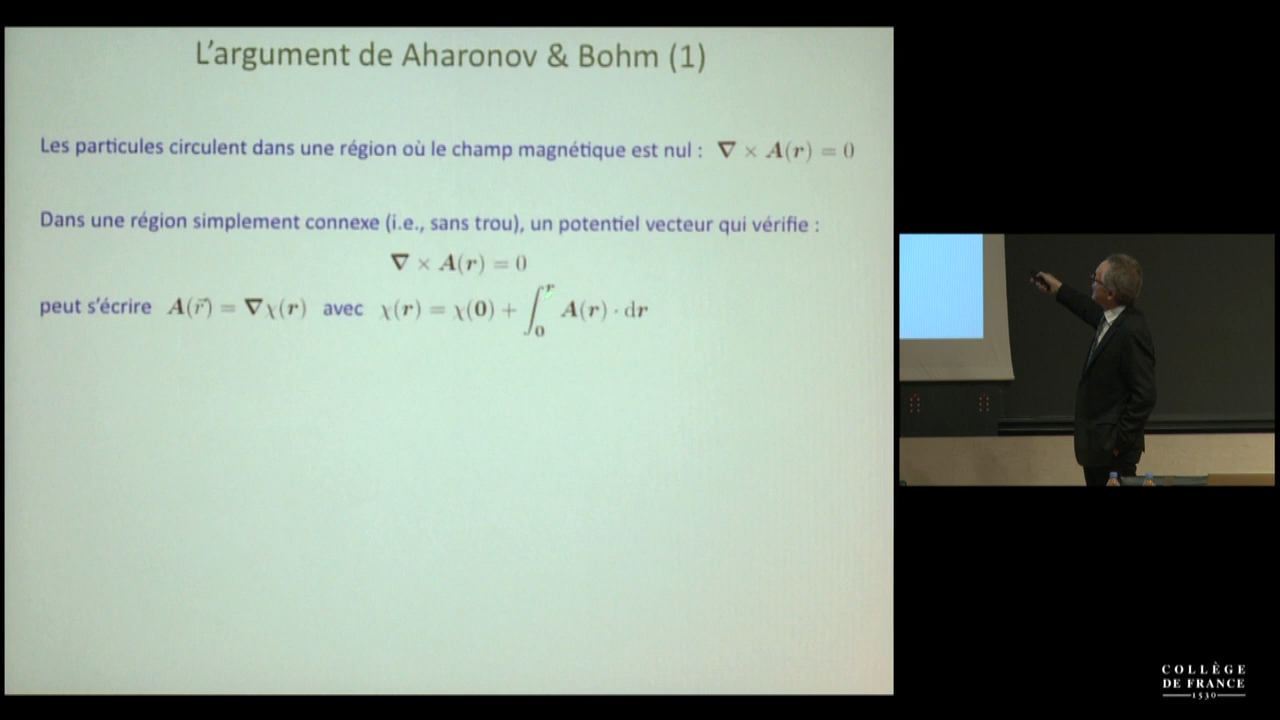 L'argument de Aharonov & Bohm (1)
Les particules circulent dans une région où le champ magnétique est nul : ∇ × A(r) = 0
Dans une région simplement connexe (i.e., sans trou), un potentiel vecteur qui vérifie :
∇ × A(r) = 0
peut s'écrire A(r⃗) = ∇χ(r) avec χ(r) = χ(0) + ∫₀ʳ A(r) · dr
COLLÈGE
DE FRANCE
1530